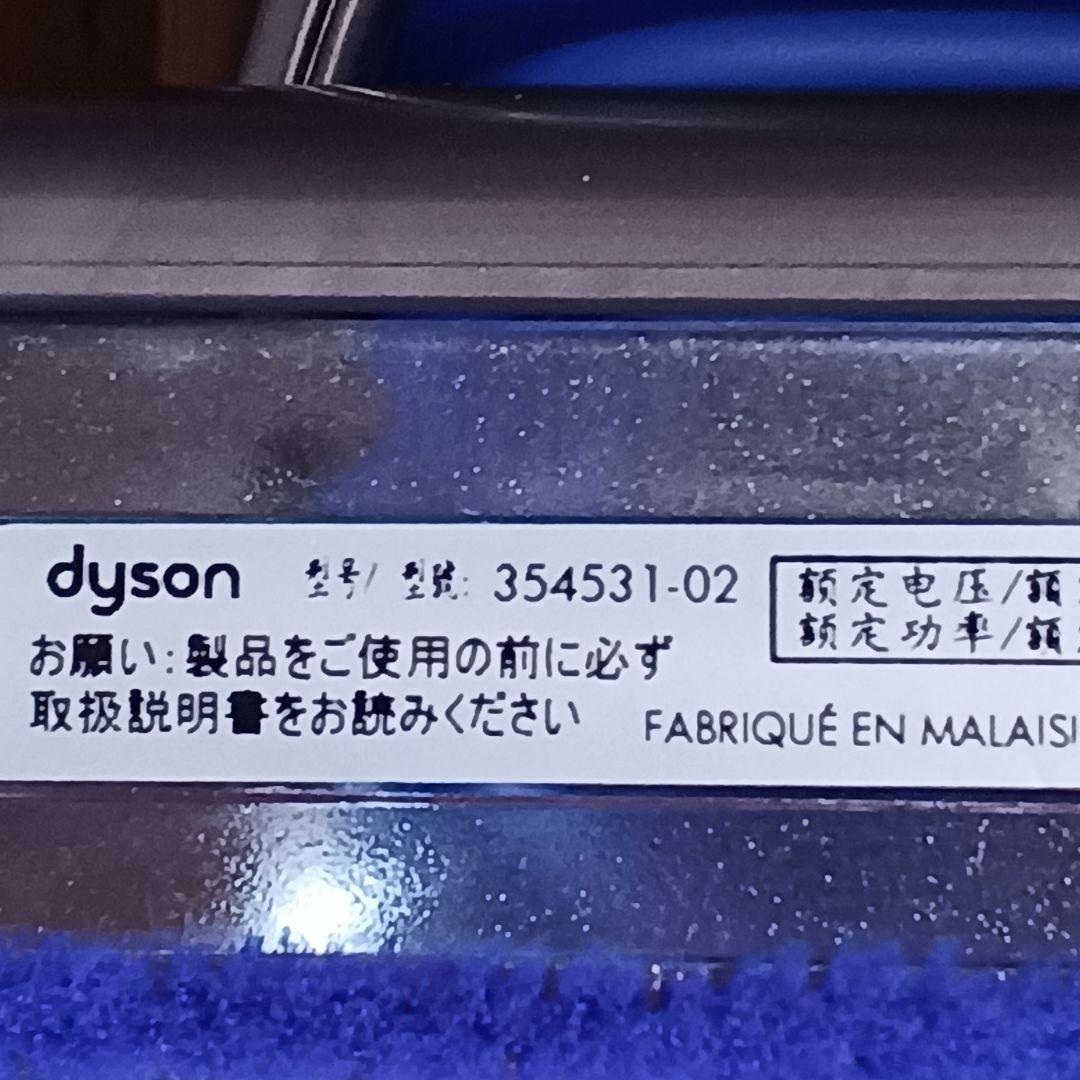 dyson 型号/ 型號: 354531-02
额定电压/額
额定功率/額
お願い:製品をご使用の前に必ず
取扱説明書をお読みください
FABRIQUÉ EN MALAISI